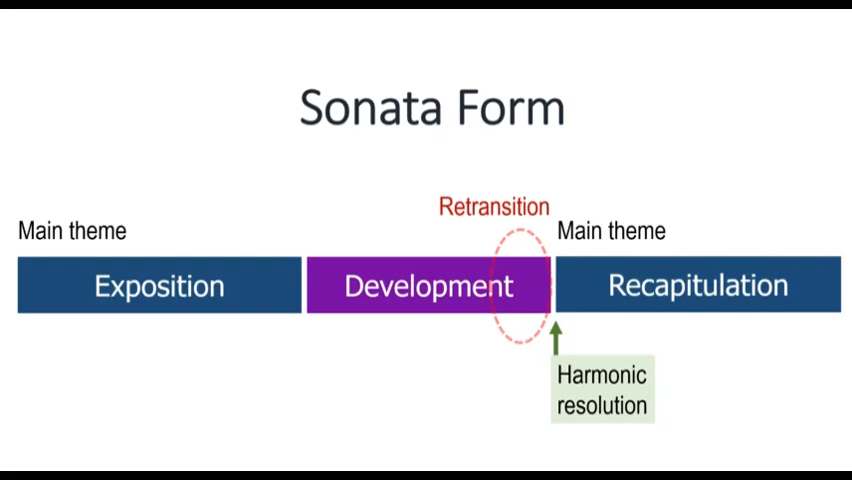 Sonata Form
Retransition
Main theme
Main theme
Exposition
Development
Recapitulation
Harmonic
resolution